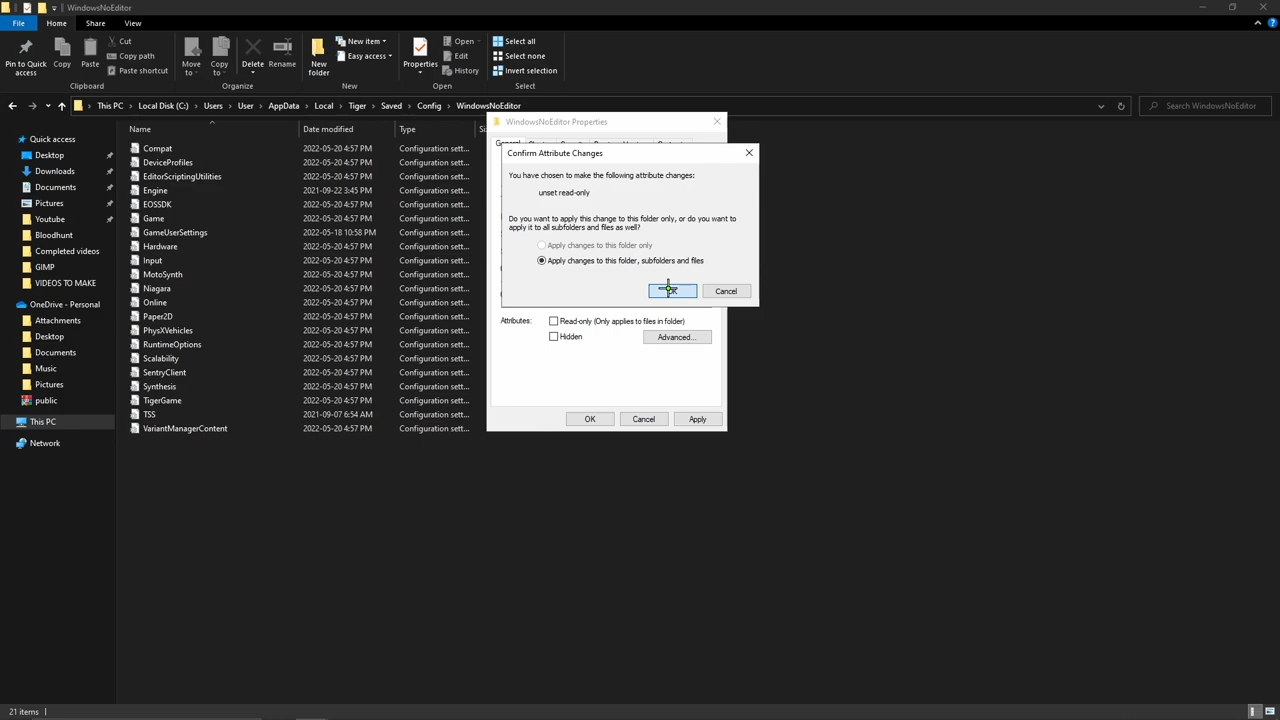 WindowsNoEditor
File Home Share View
Pin to Quick access
Copy
Paste
Cut
Copy path
Paste shortcut
Clipboard
Move to
Copy to
Delete
Rename
Organize
New folder
New item
Easy access
New
Properties
Open
Edit
History
Open
Select all
Select none
Invert selection
Select
This PC > Local Disk (C:) > Users > User > AppData > Local > Tiger > Saved > Config > WindowsNoEditor
Search WindowsNoEditor
Quick access
Desktop
Downloads
Documents
Pictures
Youtube
Bloodhunt
Completed videos
GIMP
VIDEOS TO MAKE
OneDrive - Personal
Attachments
Desktop
Documents
Music
Pictures
public
This PC
Network
Name Date modified Type
Compat 2022-05-20 4:57 PM Configuration sett...
DeviceProfiles 2022-05-20 4:57 PM Configuration sett...
EditorScriptingUtilities 2022-05-20 4:57 PM Configuration sett...
Engine 2021-09-22 3:45 PM Configuration sett...
EOSSDK 2022-05-20 4:57 PM Configuration sett...
Game 2022-05-20 4:57 PM Configuration sett...
GameUserSettings 2022-05-18 10:58 PM Configuration sett...
Hardware 2022-05-20 4:57 PM Configuration sett...
Input 2022-05-20 4:57 PM Configuration sett...
MotoSynth 2022-05-20 4:57 PM Configuration sett...
Niagara 2022-05-20 4:57 PM Configuration sett...
Online 2022-05-20 4:57 PM Configuration sett...
Paper2D 2022-05-20 4:57 PM Configuration sett...
PhysXVehicles 2022-05-20 4:57 PM Configuration sett...
RuntimeOptions 2022-05-20 4:57 PM Configuration sett...
Scalability 2022-05-20 4:57 PM Configuration sett...
SentryClient 2022-05-20 4:57 PM Configuration sett...
Synthesis 2022-05-20 4:57 PM Configuration sett...
TigerGame 2022-05-20 4:57 PM Configuration sett...
TSS 2021-09-07 6:54 AM Configuration sett...
VariantManagerContent 2022-05-20 4:57 PM Configuration sett...
WindowsNoEditor Properties
Confirm Attribute Changes
You have chosen to make the following attribute changes:
unset read-only
Do you want to apply this change to this folder only, or do you want to
apply it to all subfolders and files as well?
Apply changes to this folder only
Apply changes to this folder, subfolders and files
Cancel
Attributes: Read-only (Only applies to files in folder)
Hidden
Advanced...
OK Cancel Apply
21 items